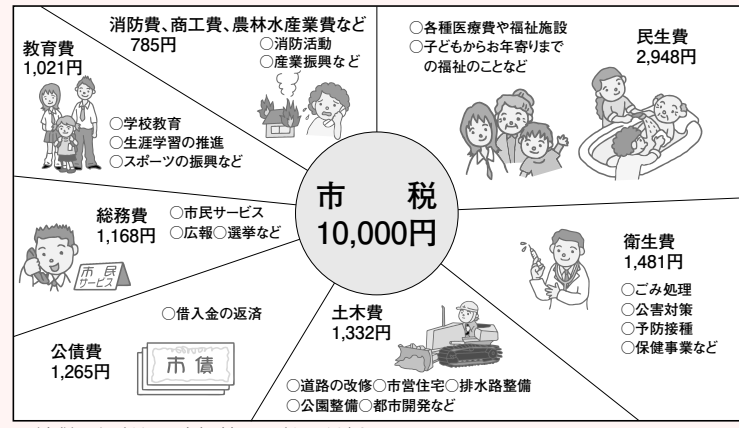 消防費、商工費、農林水産業費など
785円
○消防活動
○産業振興など
教育費
1,021円
○学校教育
○生涯学習の推進
○スポーツの振興など
○各種医療費や福祉施設
○子どもからお年寄りまで
の福祉のことなど
民生費
2,948円
市　税
10,000円
総務費
1,168円
○市民サービス
○広報○選挙など
市民
サービス
衛生費
1,481円
○ごみ処理
○公害対策
○予防接種
○保健事業など
公債費
1,265円
○借入金の返済
市債
土木費
1,332円
○道路の改修○市営住宅○排水路整備
○公園整備○都市開発など